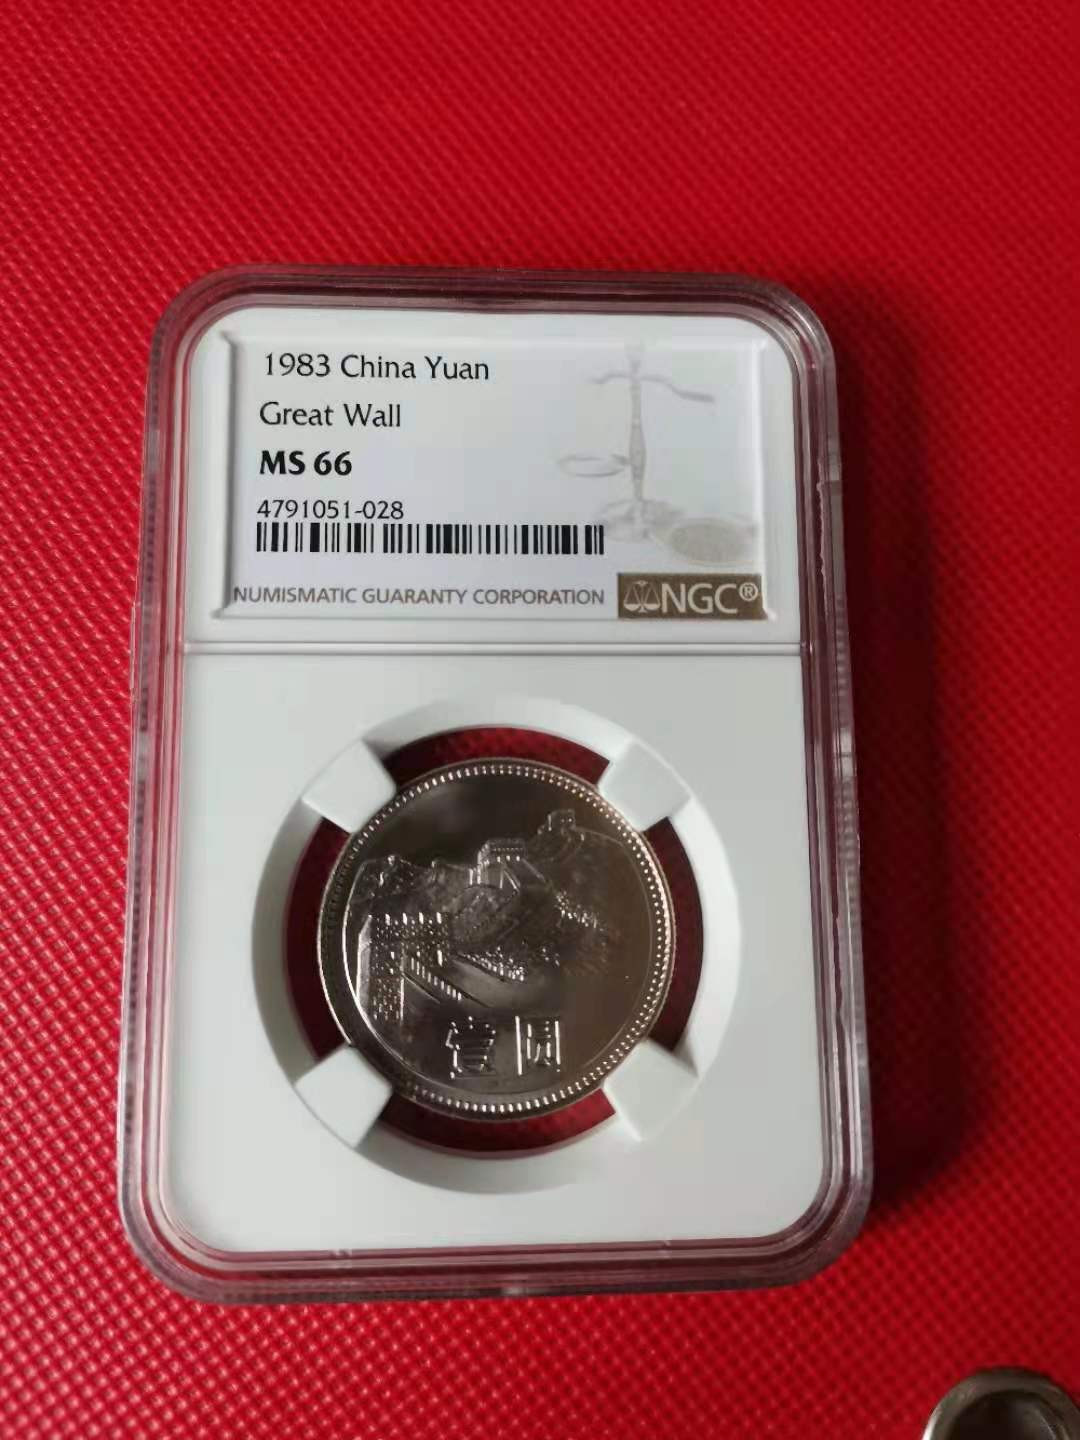 1983 China Yuan
Great Wall
MS 66
4791051-028
NUMISMATIC GUARANTY CORPORATION NGC®
壹圆